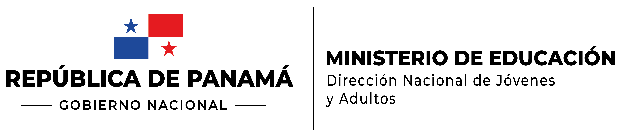 REPÚBLICA DE PANAMÁ
GOBIERNO NACIONAL
MINISTERIO DE EDUCACIÓN
Dirección Nacional de Jóvenes
y Adultos